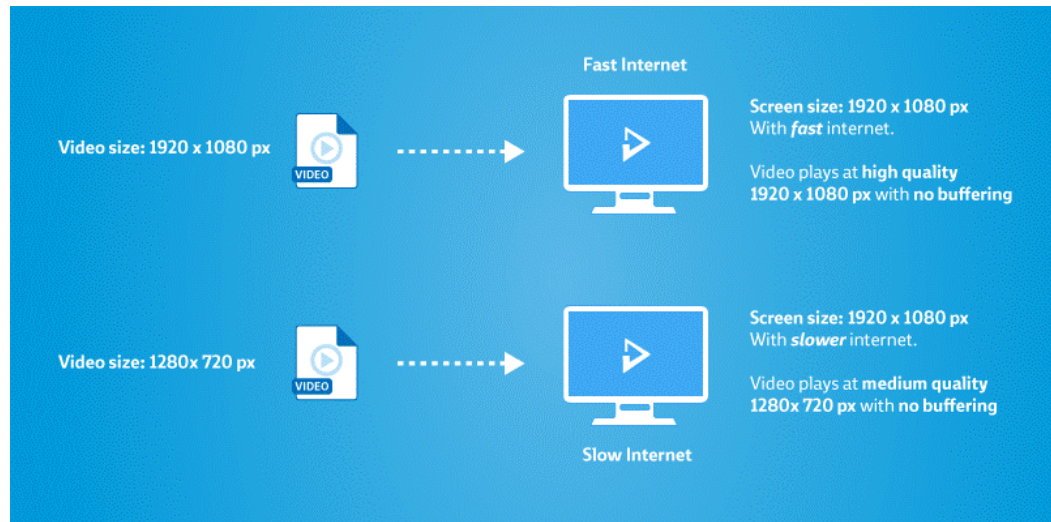 Fast Internet
Video size: 1920 x 1080 px
VIDEO
Screen size: 1920 x 1080 px
With fast internet.
Video plays at high quality
1920 x 1080 px with no buffering
Video size: 1280x 720 px
VIDEO
Screen size: 1920 x 1080 px
With slower internet.
Video plays at medium quality
1280x 720 px with no buffering
Slow Internet